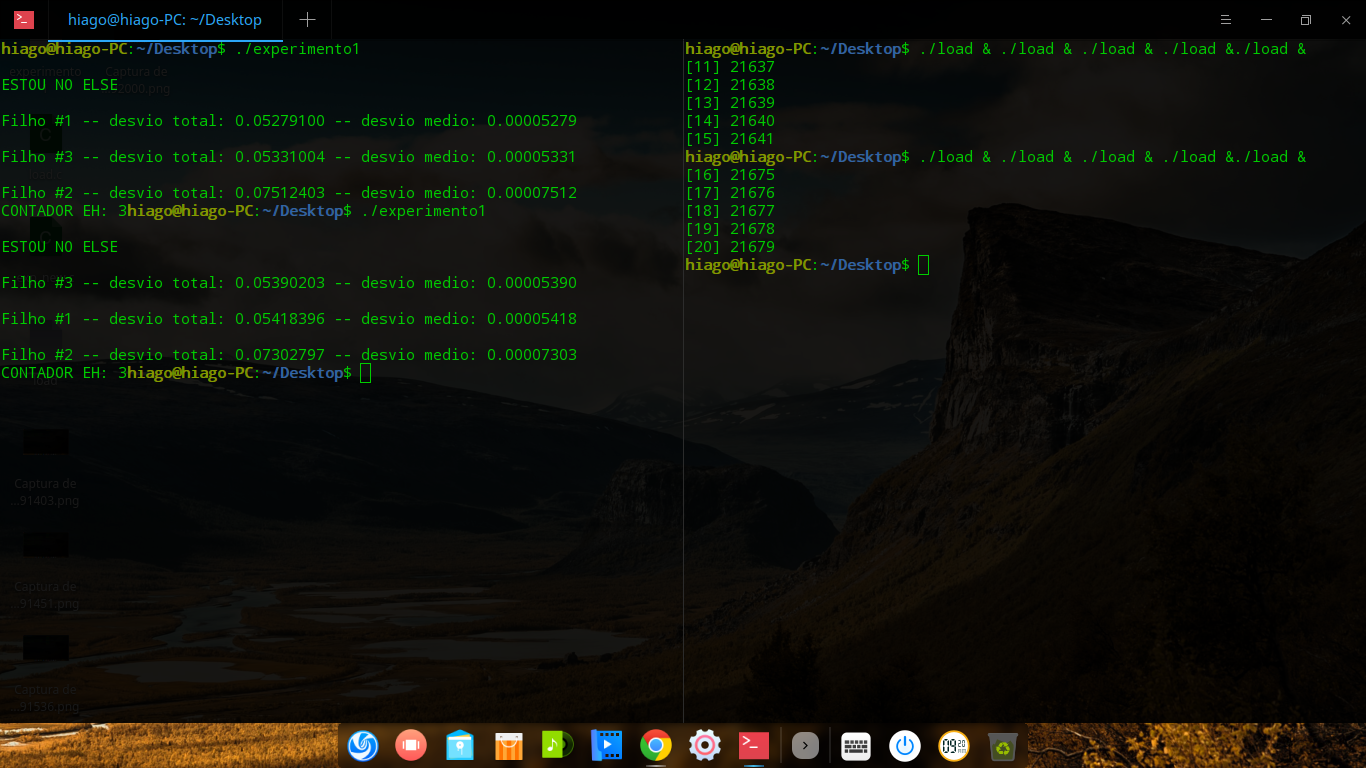 hiago@hiago-PC: ~/Desktop
hiago@hiago-PC:~/Desktop$ ./experimento1
ESTOU NO ELSE
Filho #1 -- desvio total: 0.05279100 -- desvio medio: 0.00005279
Filho #3 -- desvio total: 0.05331004 -- desvio medio: 0.00005331
Filho #2 -- desvio total: 0.07512403 -- desvio medio: 0.00007512
CONTADOR EH: 3hiago@hiago-PC:~/Desktop$ ./experimento1
ESTOU NO ELSE
Filho #3 -- desvio total: 0.05390203 -- desvio medio: 0.00005390
Filho #1 -- desvio total: 0.05418396 -- desvio medio: 0.00005418
Filho #2 -- desvio total: 0.07302797 -- desvio medio: 0.00007303
CONTADOR EH: 3hiago@hiago-PC:~/Desktop$
hiago@hiago-PC:~/Desktop$ ./load & ./load & ./load & ./load &./load &
[11] 21637
[12] 21638
[13] 21639
[14] 21640
[15] 21641
hiago@hiago-PC:~/Desktop$ ./load & ./load & ./load & ./load &./load &
[16] 21675
[17] 21676
[18] 21677
[19] 21678
[20] 21679
hiago@hiago-PC:~/Desktop$
experimento
Captura de
...2000.png
Captura de
...91403.png
Captura de
...91451.png
Captura de
...91536.png
09 20